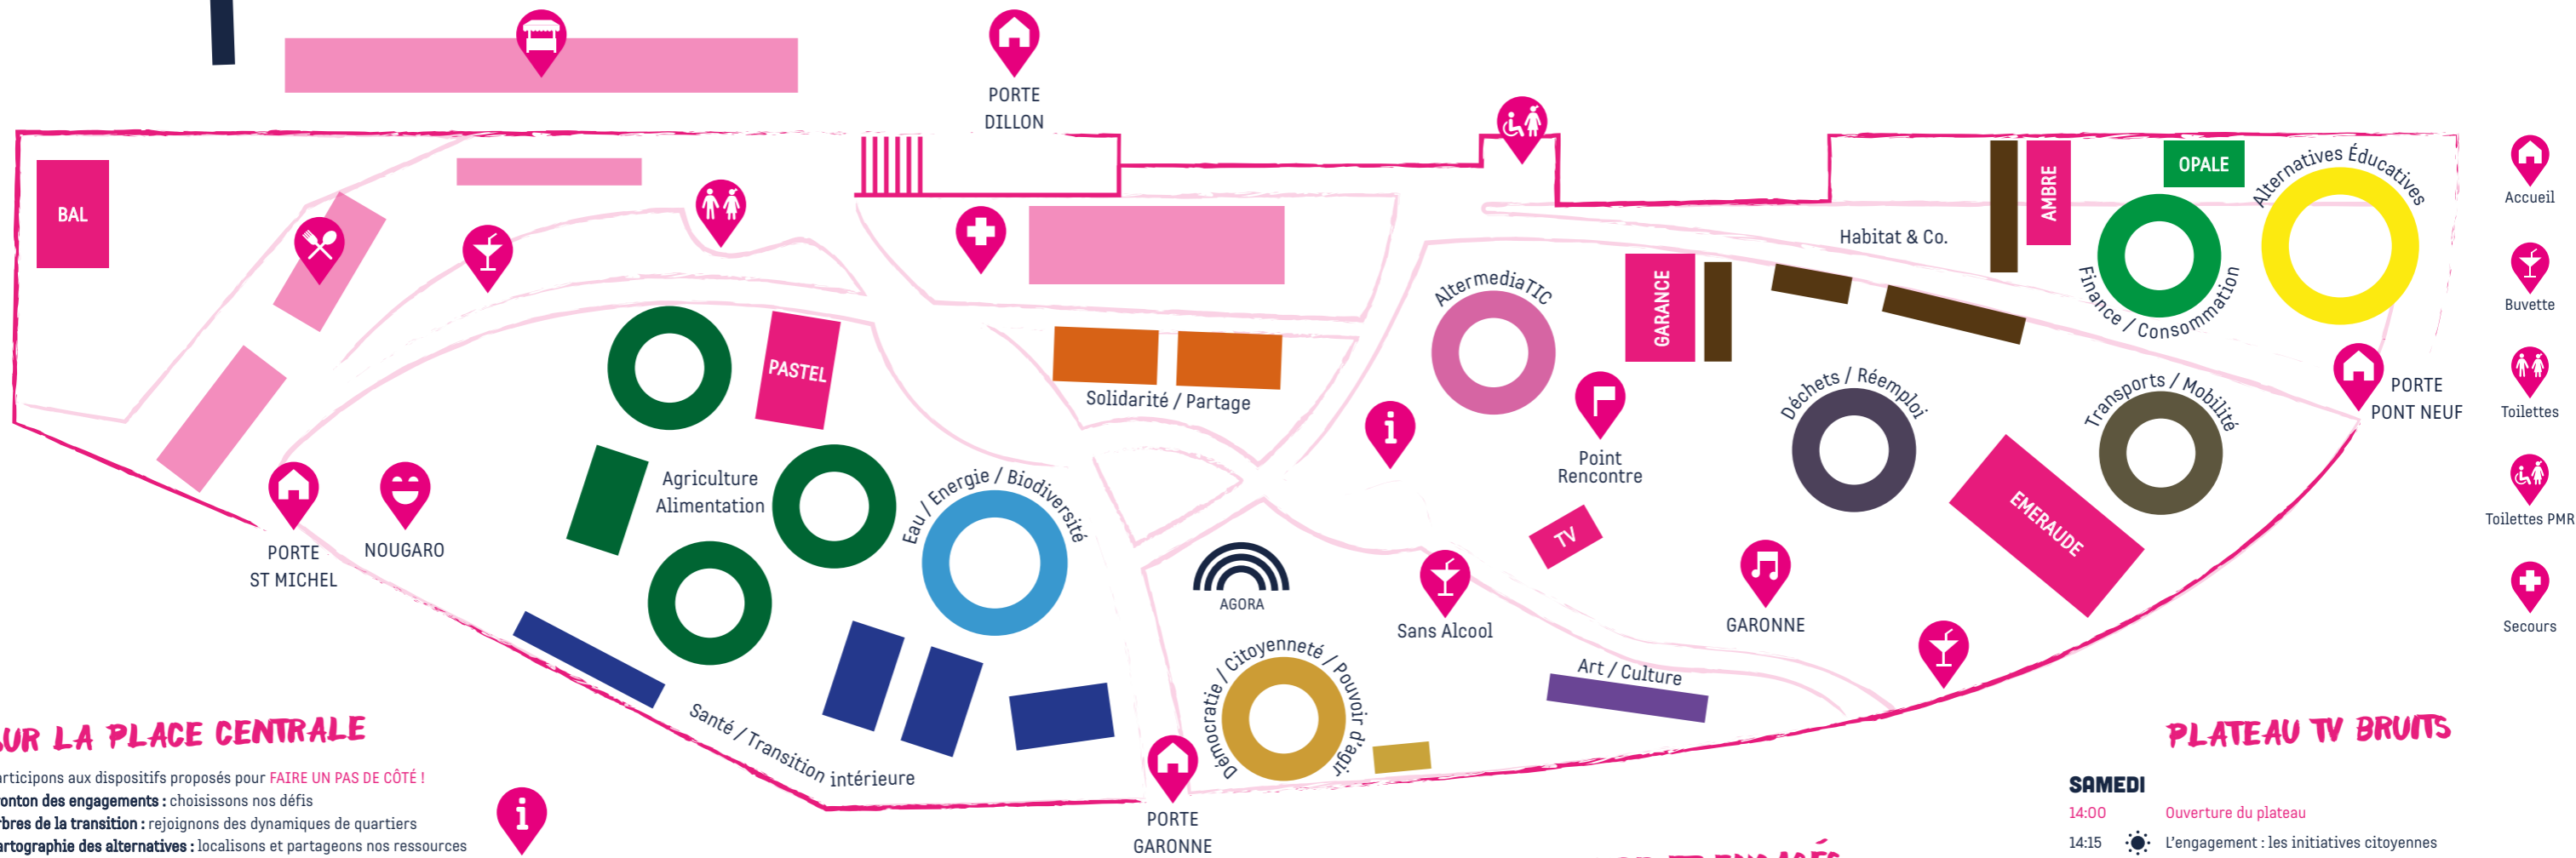 PORTE
DILLON
BAL
AMBRE
OPALE
Alternatives Éducatives
Accueil
Habitat & Co.
Finance / Consommation
AltermediaTIC
GARANCE
Buvette
PASTEL
Solidarité / Partage
Déchets / Réemploi
Transports / Mobilité
PORTE
PONT NEUF
Toilettes
Point
Rencontre
Agriculture
Alimentation
Eau / Energie / Biodiversité
EMERAUDE
Toilettes PMR
PORTE
ST MICHEL
NOUGARO
TV
AGORA
Sans Alcool
GARONNE
Secours
Art / Culture
Démocratie / Citoyenneté / Pouvoir d'agir
Santé / Transition intérieure
PORTE
GARONNE
UR LA PLACE CENTRALE
articipons aux dispositifs proposés pour FAIRE UN PAS DE CÔTÉ !
ronton des engagements : choisissons nos défis
rbres de la transition : rejoignons des dynamiques de quartiers
artographie des alternatives : localisons et partageons nos ressources
PLATEAU TV BRUITS
SAMEDI
14:00 Ouverture du plateau
14:15 L'engagement : les initiatives citoyennes